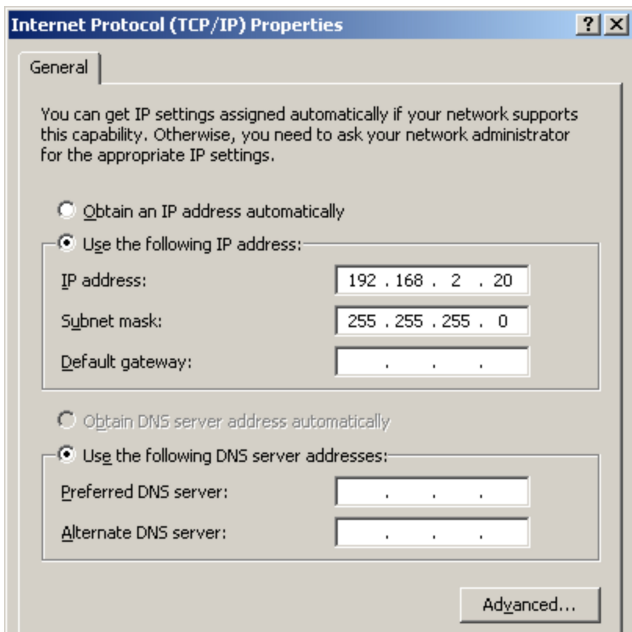 Internet Protocol (TCP/IP) Properties
General
You can get IP settings assigned automatically if your network supports
this capability. Otherwise, you need to ask your network administrator
for the appropriate IP settings.
Obtain an IP address automatically
Use the following IP address:
IP address: 192 . 168 . 2 . 20
Subnet mask: 255 . 255 . 255 . 0
Default gateway: . . .
Obtain DNS server address automatically
Use the following DNS server addresses:
Preferred DNS server: . . .
Alternate DNS server: . . .
Advanced...